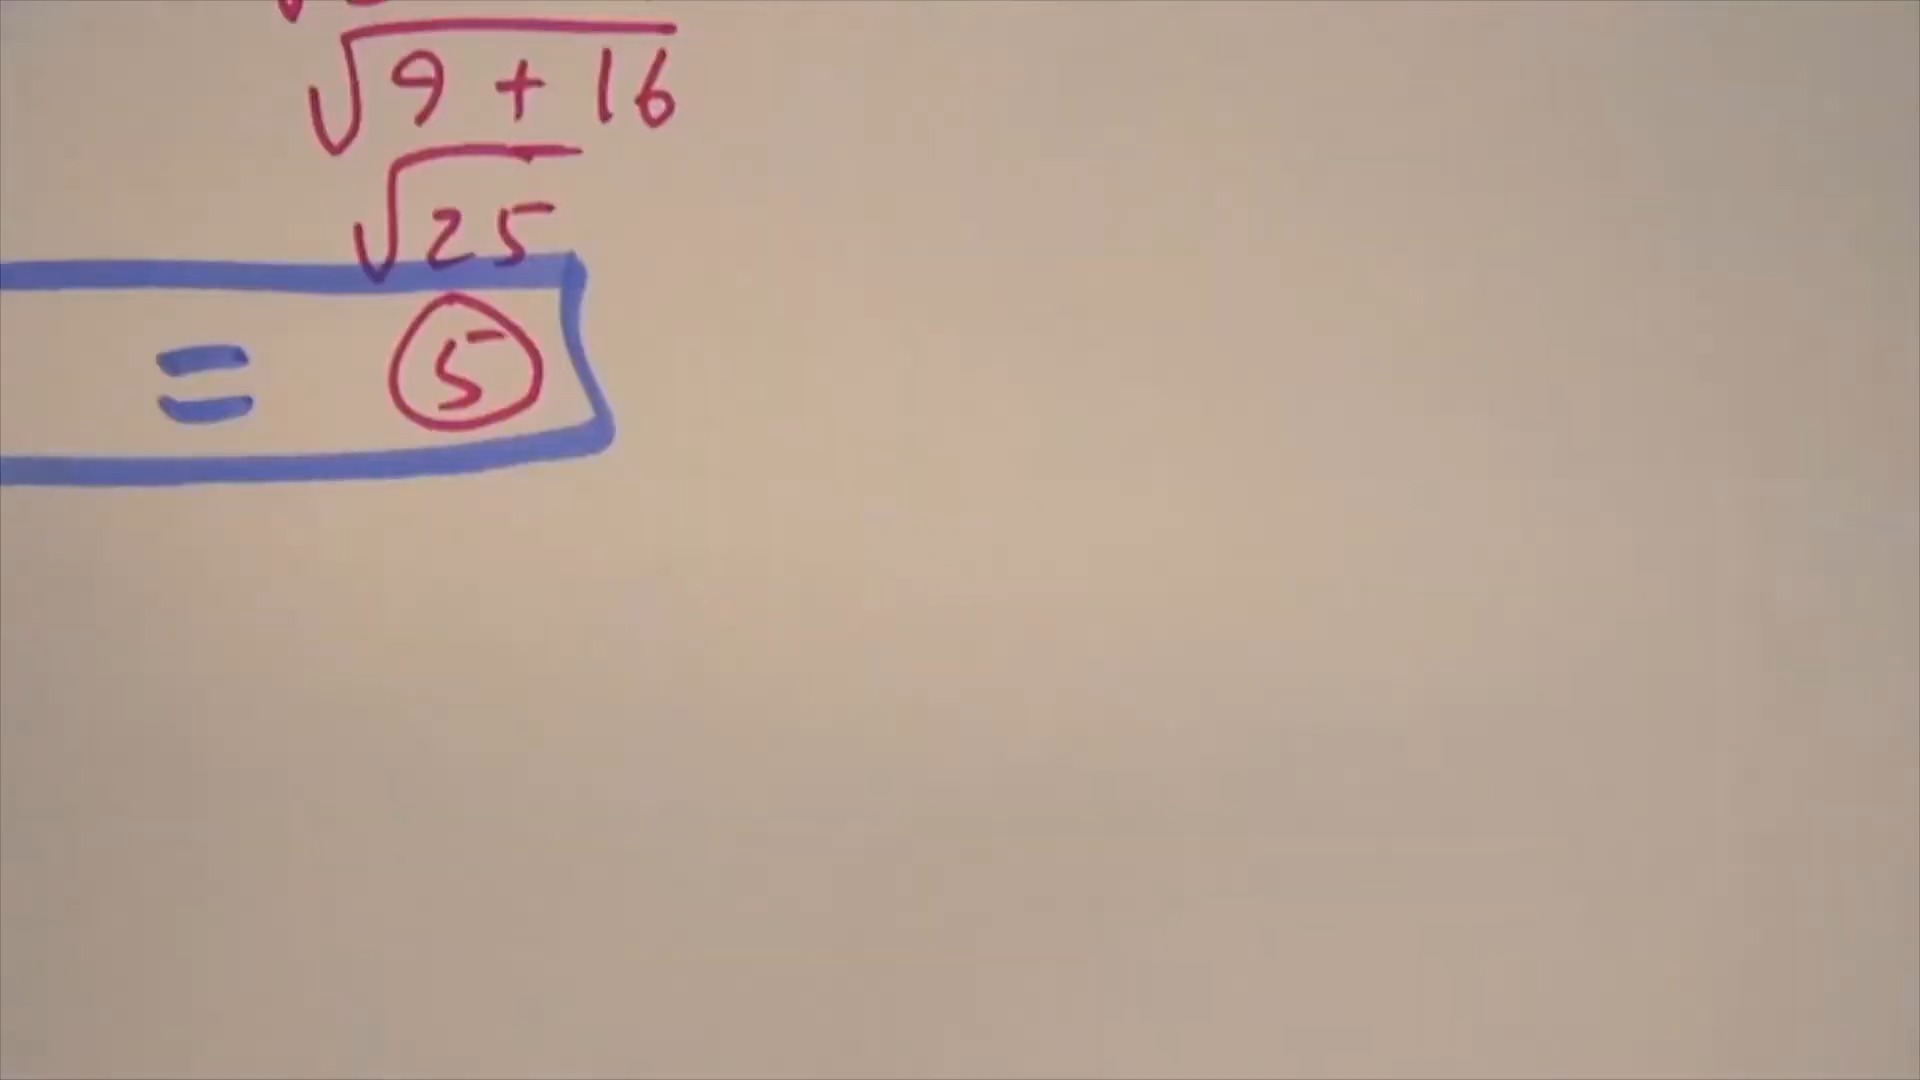 √9 + 16
√25
= 5